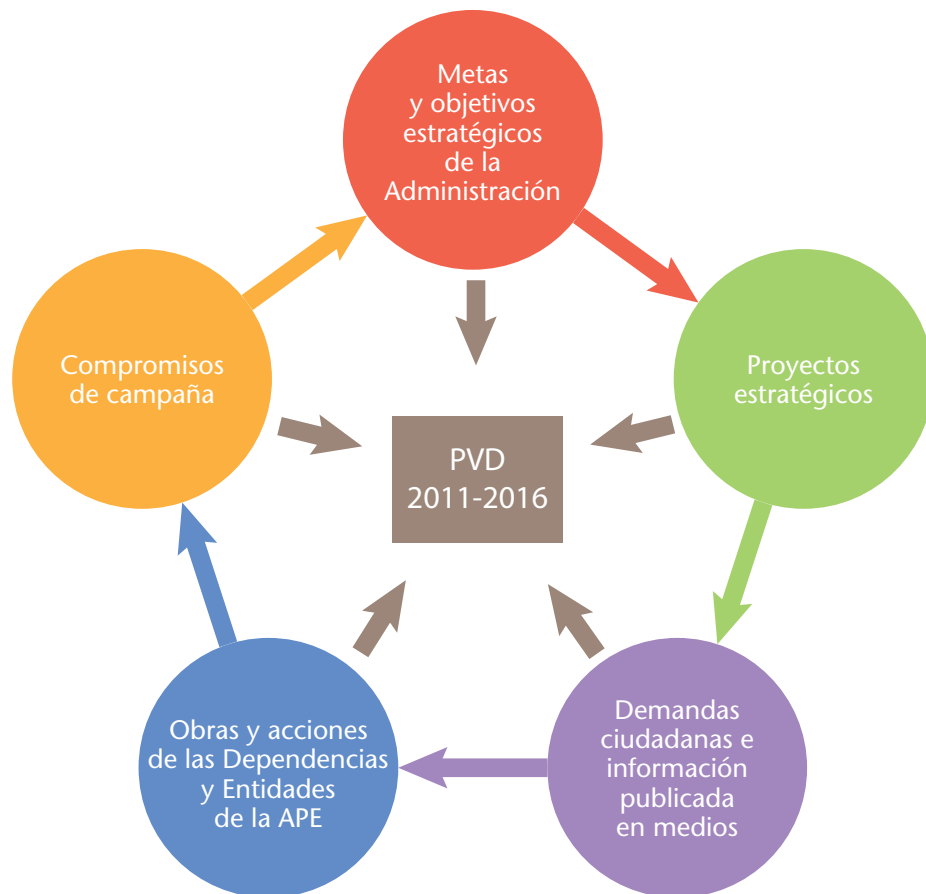 Metas
y objetivos
estratégicos
de la
Administración
Compromisos
de campaña
Proyectos
estratégicos
PVD
2011-2016
Obras y acciones
de las Dependencias
y Entidades
de la APE
Demandas
ciudadanas e
información
publicada
en medios